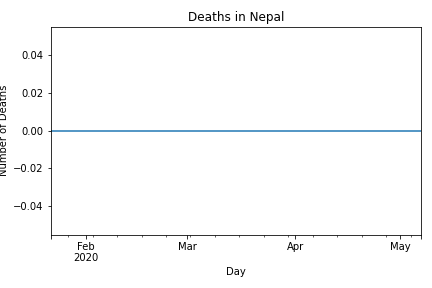 Deaths in Nepal
0.04
0.02
0.00
−0.02
−0.04
Number of Deaths
Feb
2020
Mar
Apr
May
Day